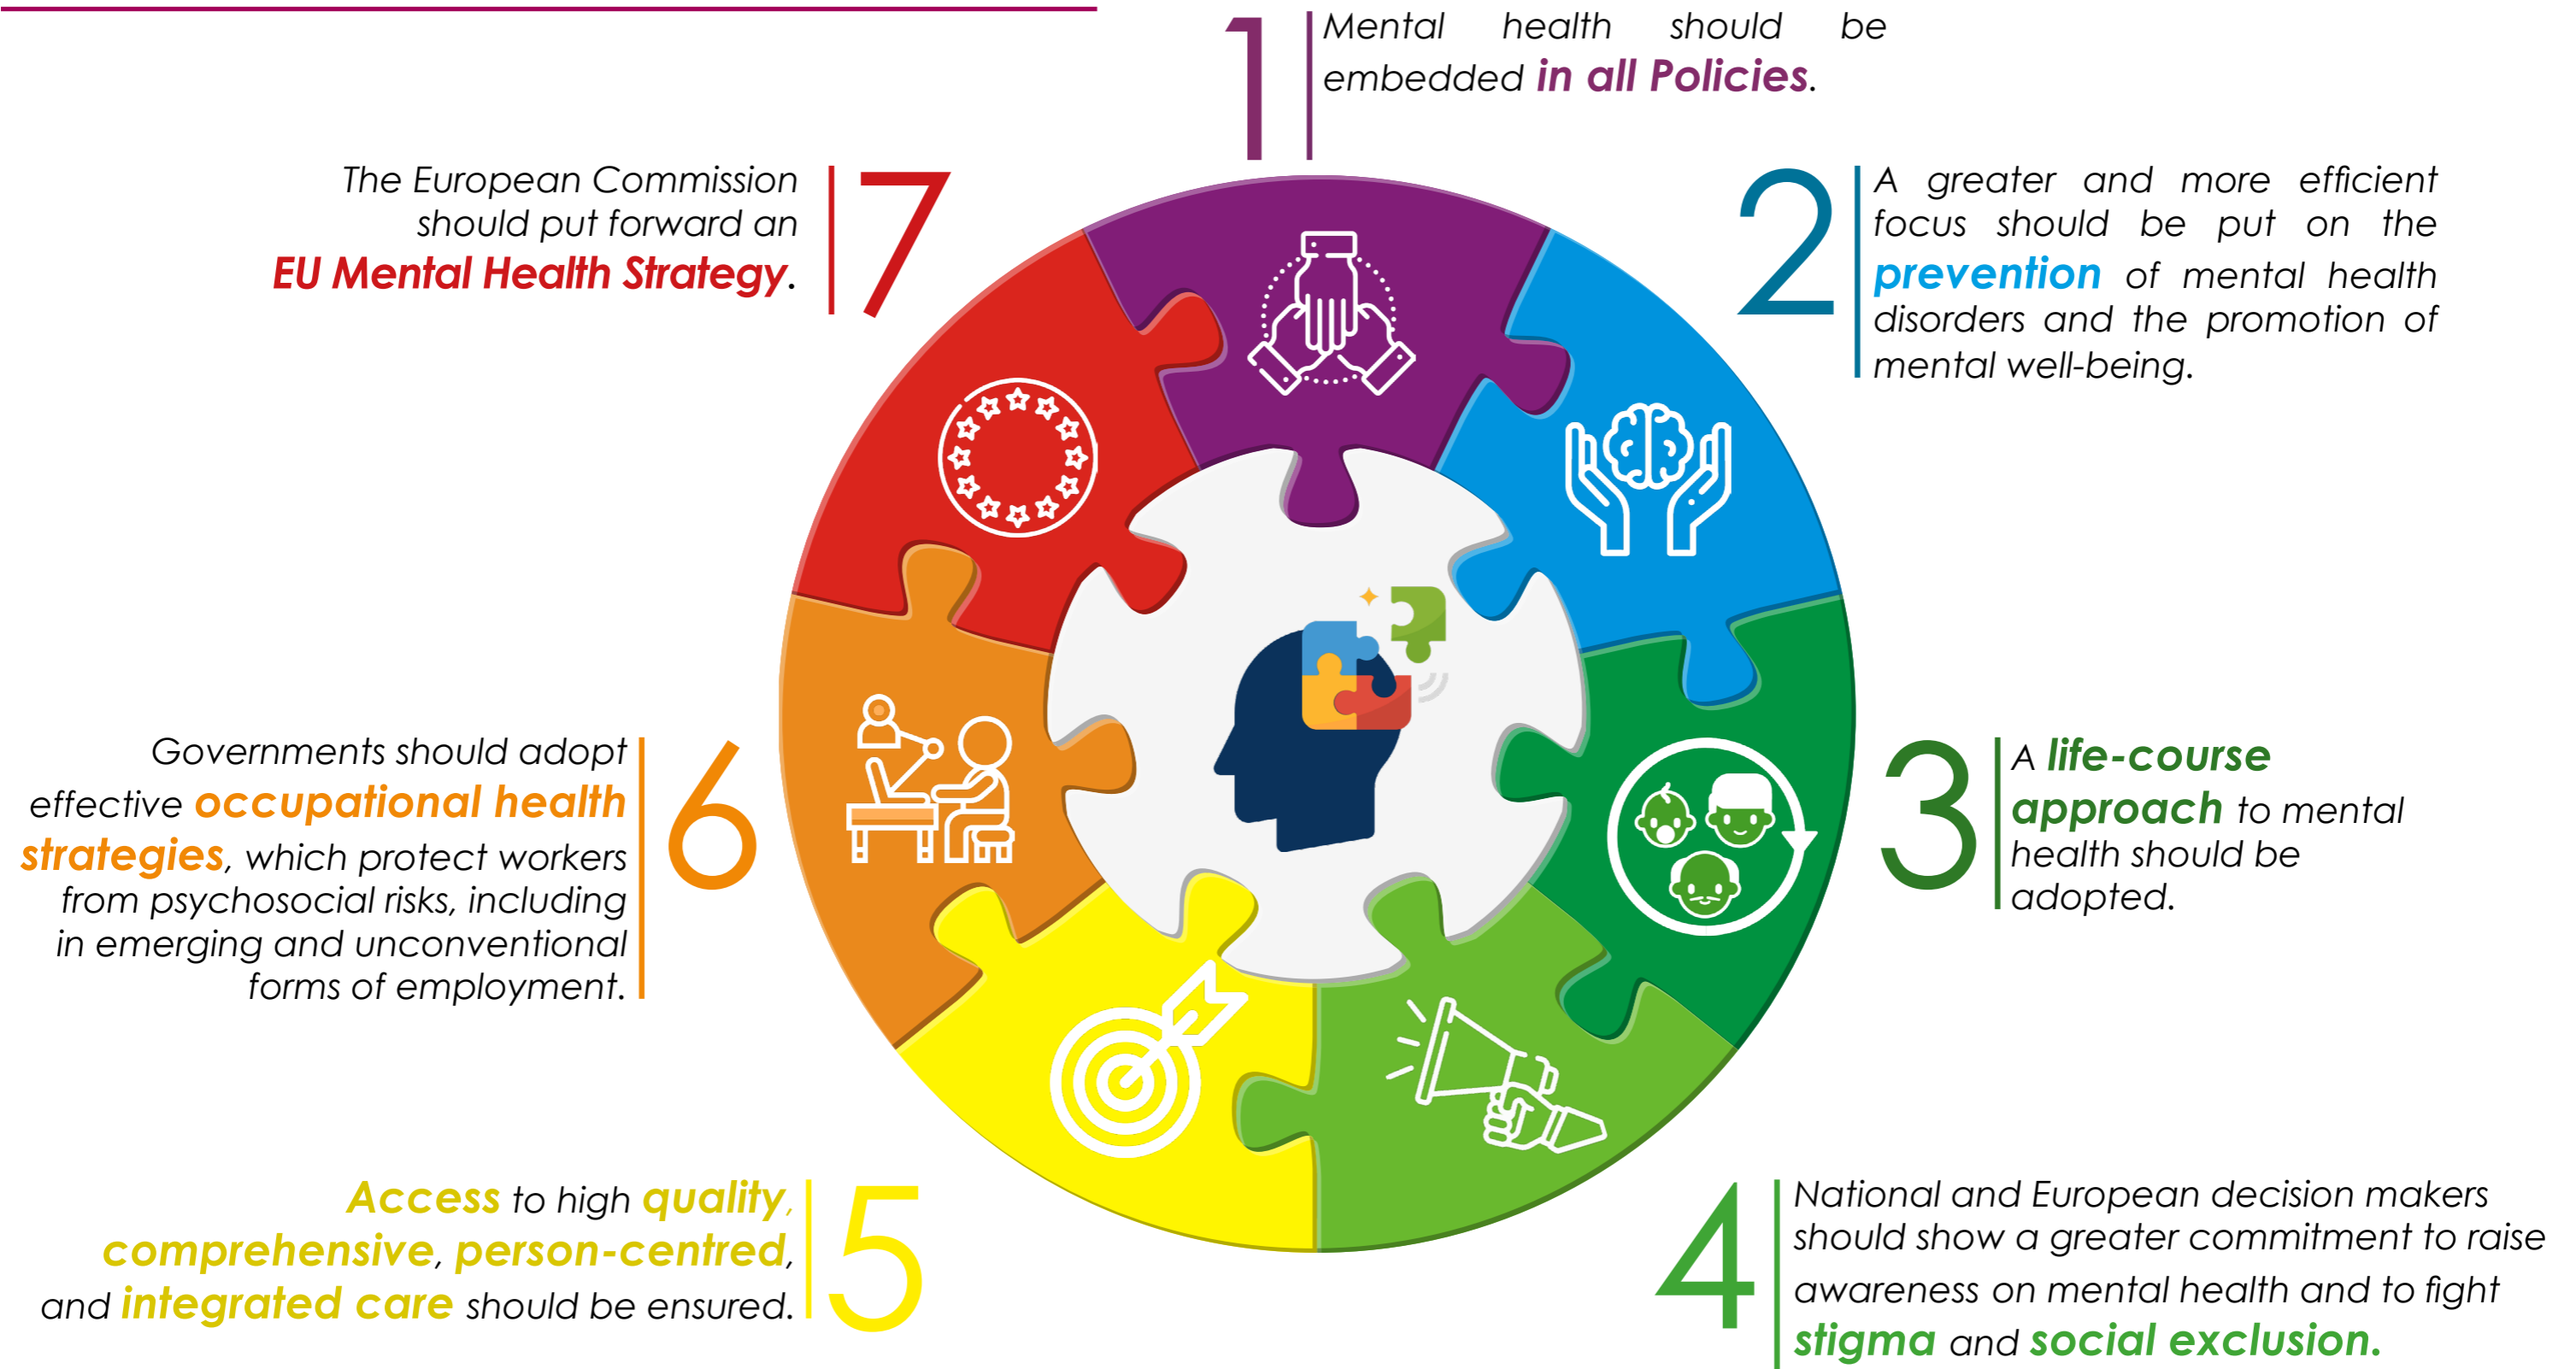 1
Mental health should be
embedded in all Policies.
2
A greater and more efficient
focus should be put on the
prevention of mental health
disorders and the promotion of
mental well-being.
3
A life-course
approach to mental
health should be
adopted.
4
National and European decision makers
should show a greater commitment to raise
awareness on mental health and to fight
stigma and social exclusion.
5
Access to high quality,
comprehensive, person-centred,
and integrated care should be ensured.
6
Governments should adopt
effective occupational health
strategies, which protect workers
from psychosocial risks, including
in emerging and unconventional
forms of employment.
7
The European Commission
should put forward an
EU Mental Health Strategy.